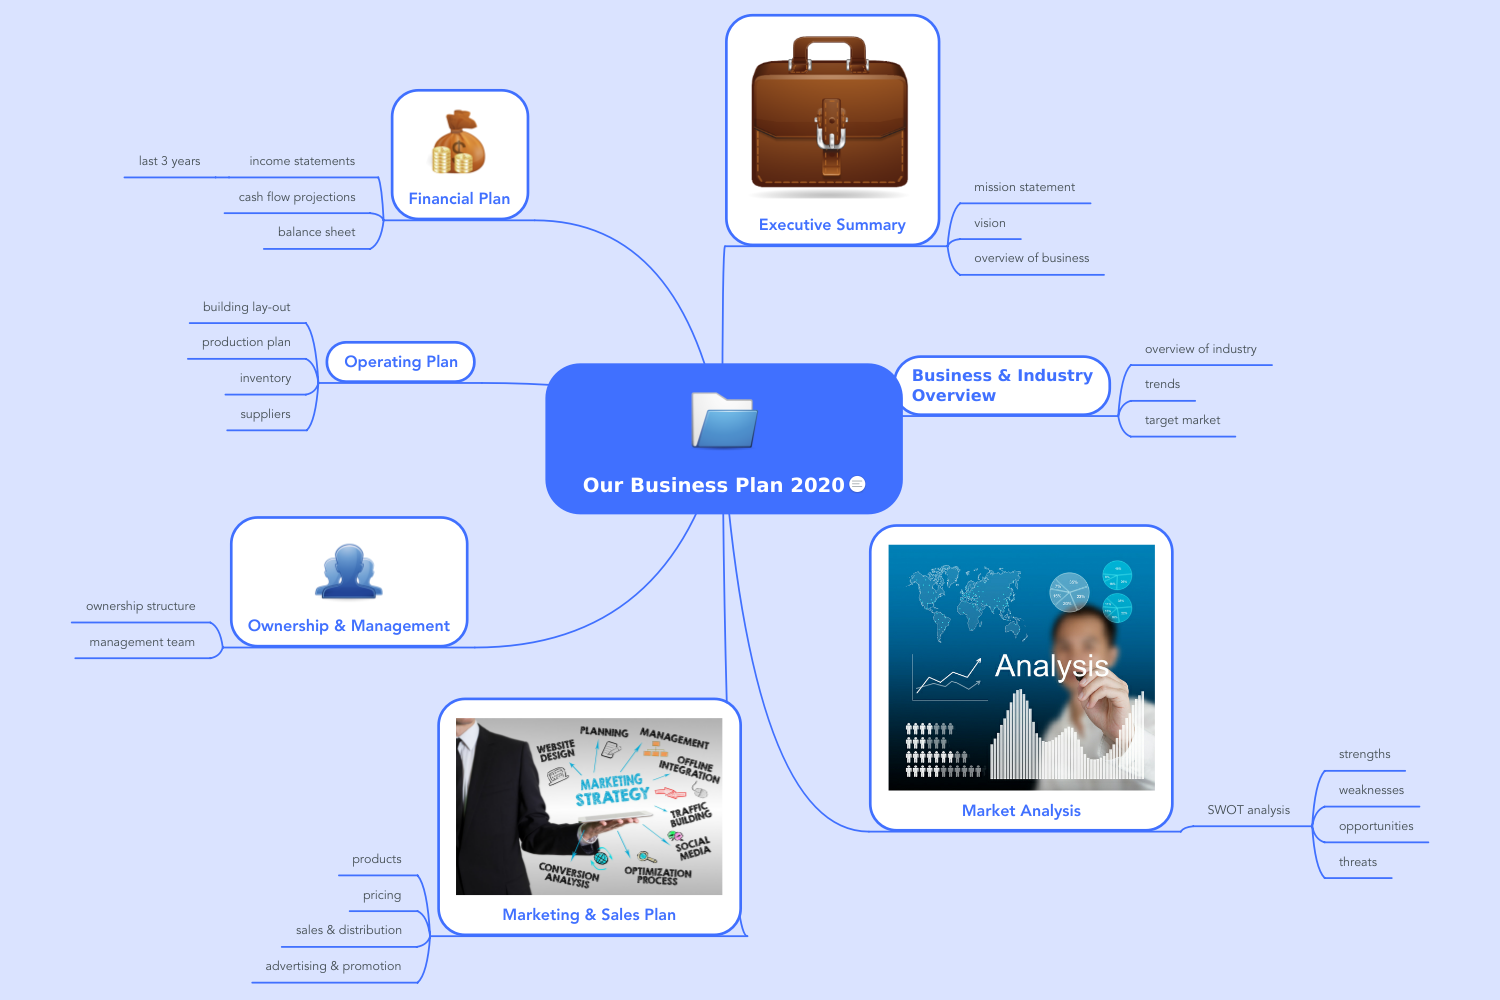 Our Business Plan 2020
Executive Summary
mission statement
vision
overview of business
Business & Industry
Overview
overview of industry
trends
target market
Analysis
Market Analysis
SWOT analysis
strengths
weaknesses
opportunities
threats
PLANNING
MANAGEMENT
WEBSITE
DESIGN
OFFLINE
INTEGRATION
MARKETING
STRATEGY
TRAFFIC
BUILDING
SOCIAL
MEDIA
CONVERSION
ANALYSIS
OPTIMIZATION
PROCESS
Marketing & Sales Plan
products
pricing
sales & distribution
advertising & promotion
Ownership & Management
ownership structure
management team
Operating Plan
building lay-out
production plan
inventory
suppliers
Financial Plan
income statements
last 3 years
cash flow projections
balance sheet